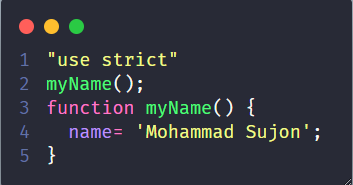 1 "use strict"
2 myName();
3 function myName() {
4   name= 'Mohammad Sujon';
5 }